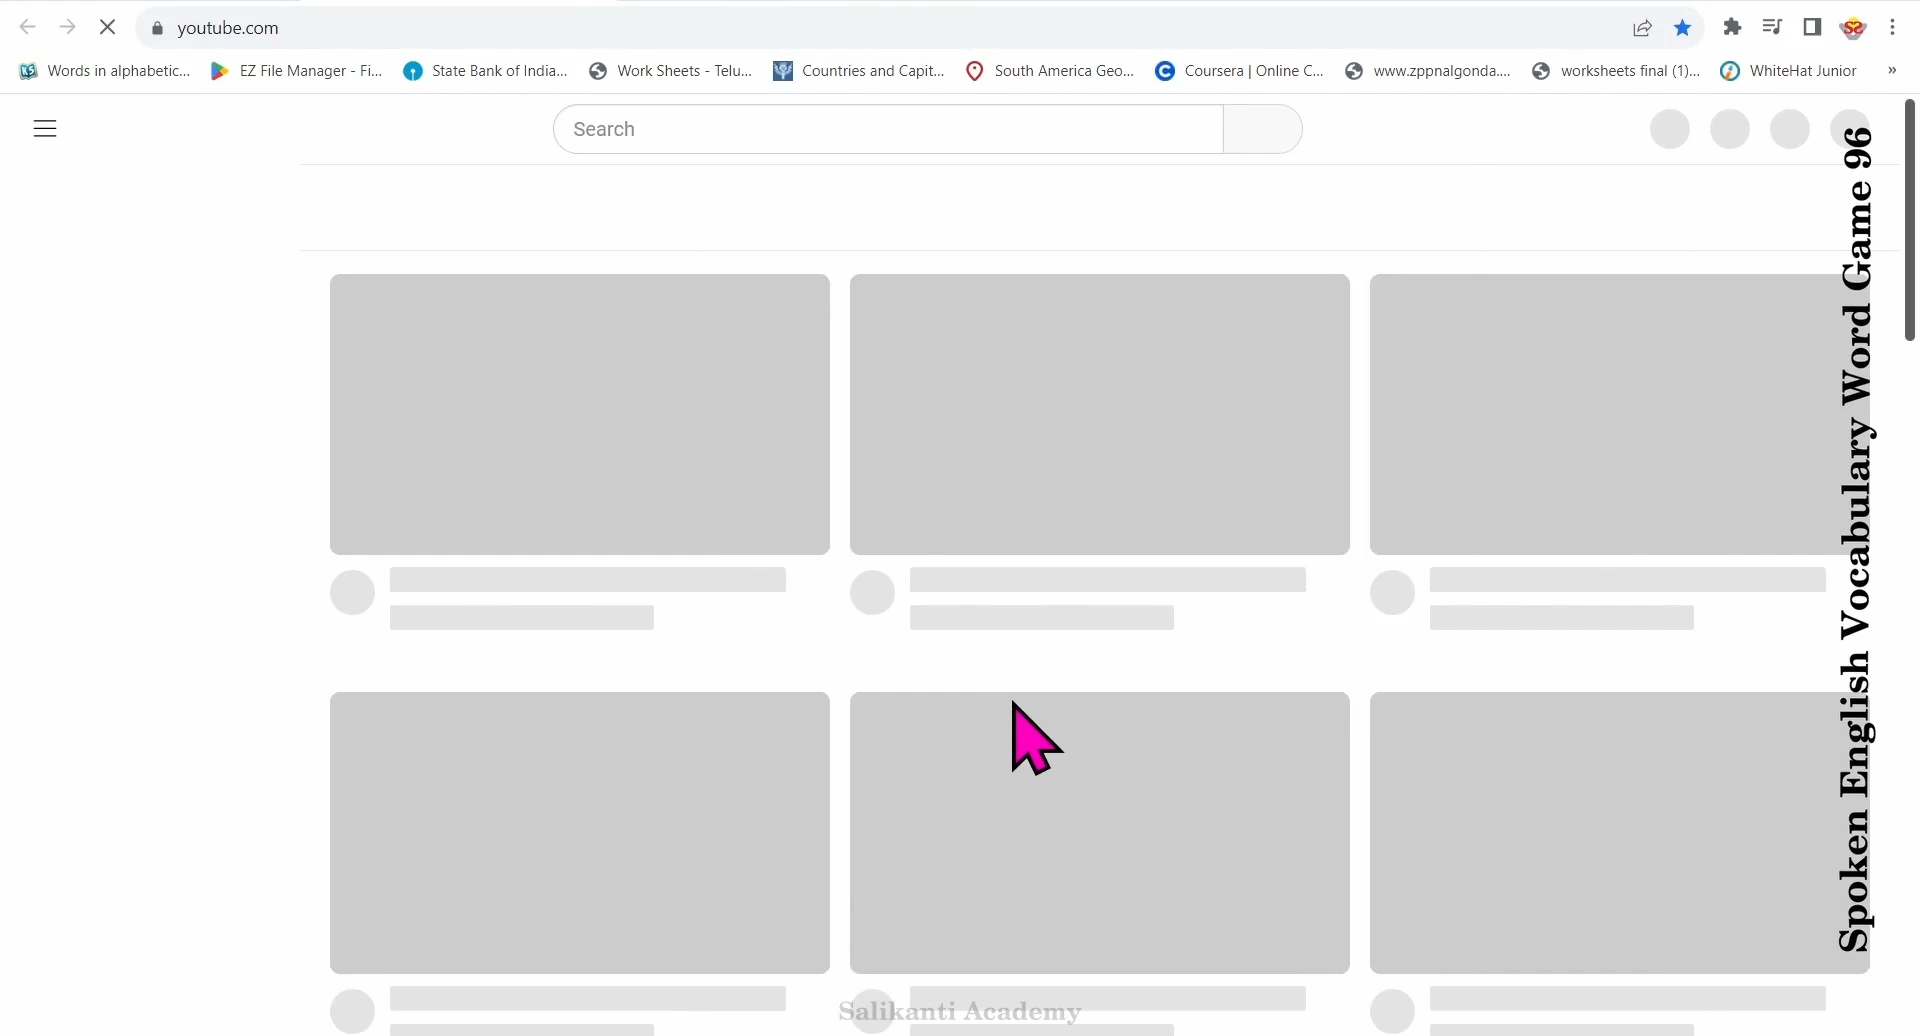 youtube.com
Words in alphabetic...
EZ File Manager - Fi...
State Bank of India...
Work Sheets - Telu...
Countries and Capit...
South America Geo...
Coursera | Online C...
www.zppnalgonda....
worksheets final (1)...
WhiteHat Junior
»
Search
Spoken English Vocabulary Word Game 96
Salikanti Academy